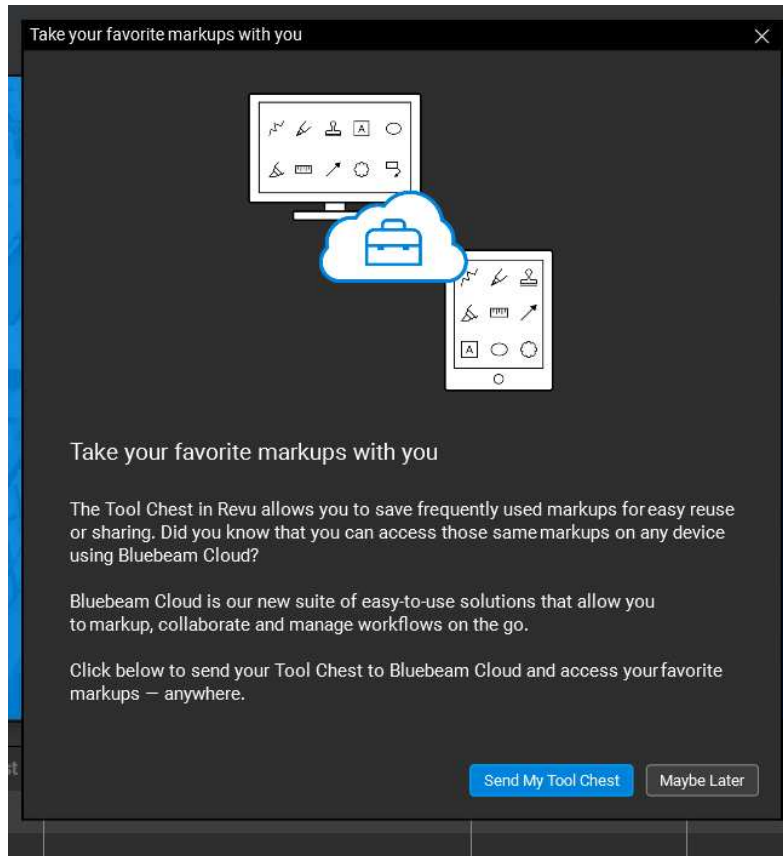 Take your favorite markups with you
A
A
Take your favorite markups with you
The Tool Chest in Revu allows you to save frequently used markups for easy reuse
or sharing. Did you know that you can access those same markups on any device
using Bluebeam Cloud?
Bluebeam Cloud is our new suite of easy-to-use solutions that allow you
to markup, collaborate and manage workflows on the go.
Click below to send your Tool Chest to Bluebeam Cloud and access your favorite
markups — anywhere.
st
Send My Tool Chest
Maybe Later